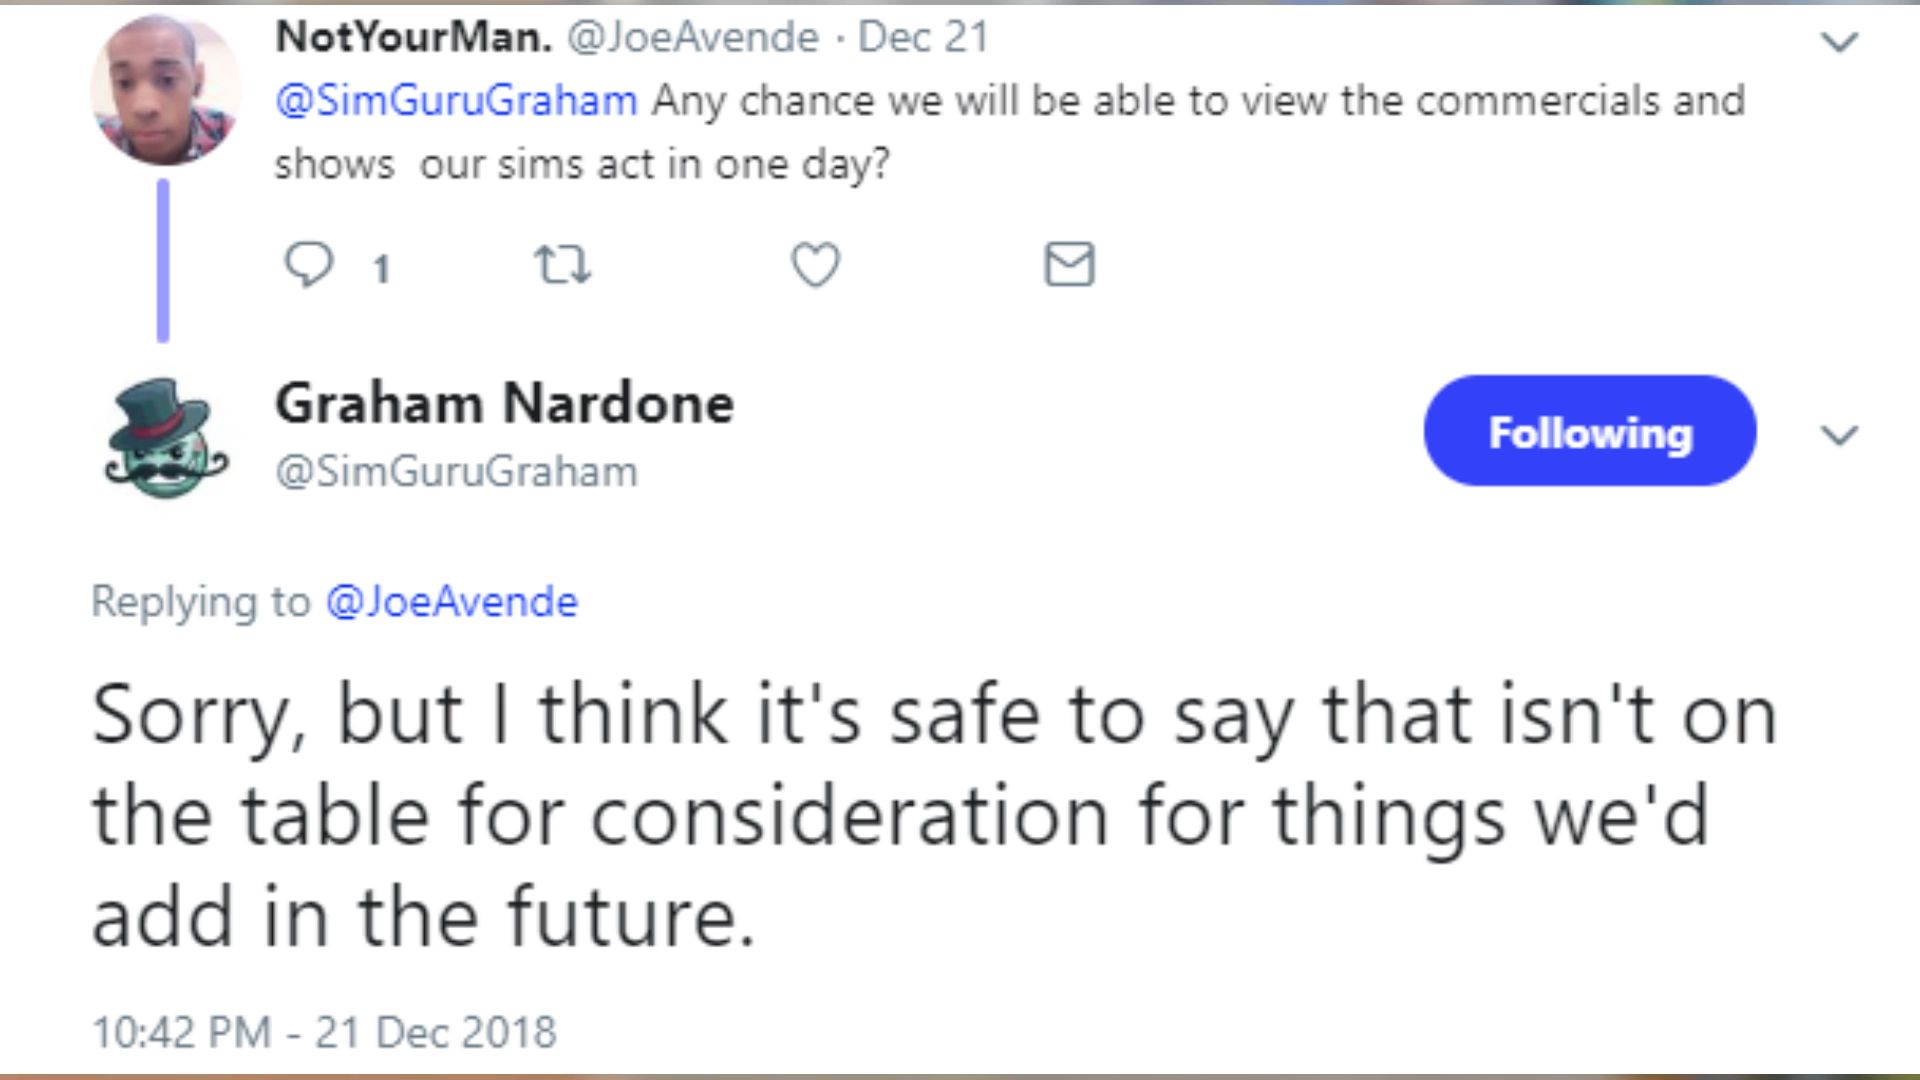 NotYourMan. @JoeAvende · Dec 21
@SimGuruGraham Any chance we will be able to view the commercials and
shows  our sims act in one day?
1
Graham Nardone
@SimGuruGraham
Following
Replying to @JoeAvende
Sorry, but I think it's safe to say that isn't on
the table for consideration for things we'd
add in the future.
10:42 PM - 21 Dec 2018